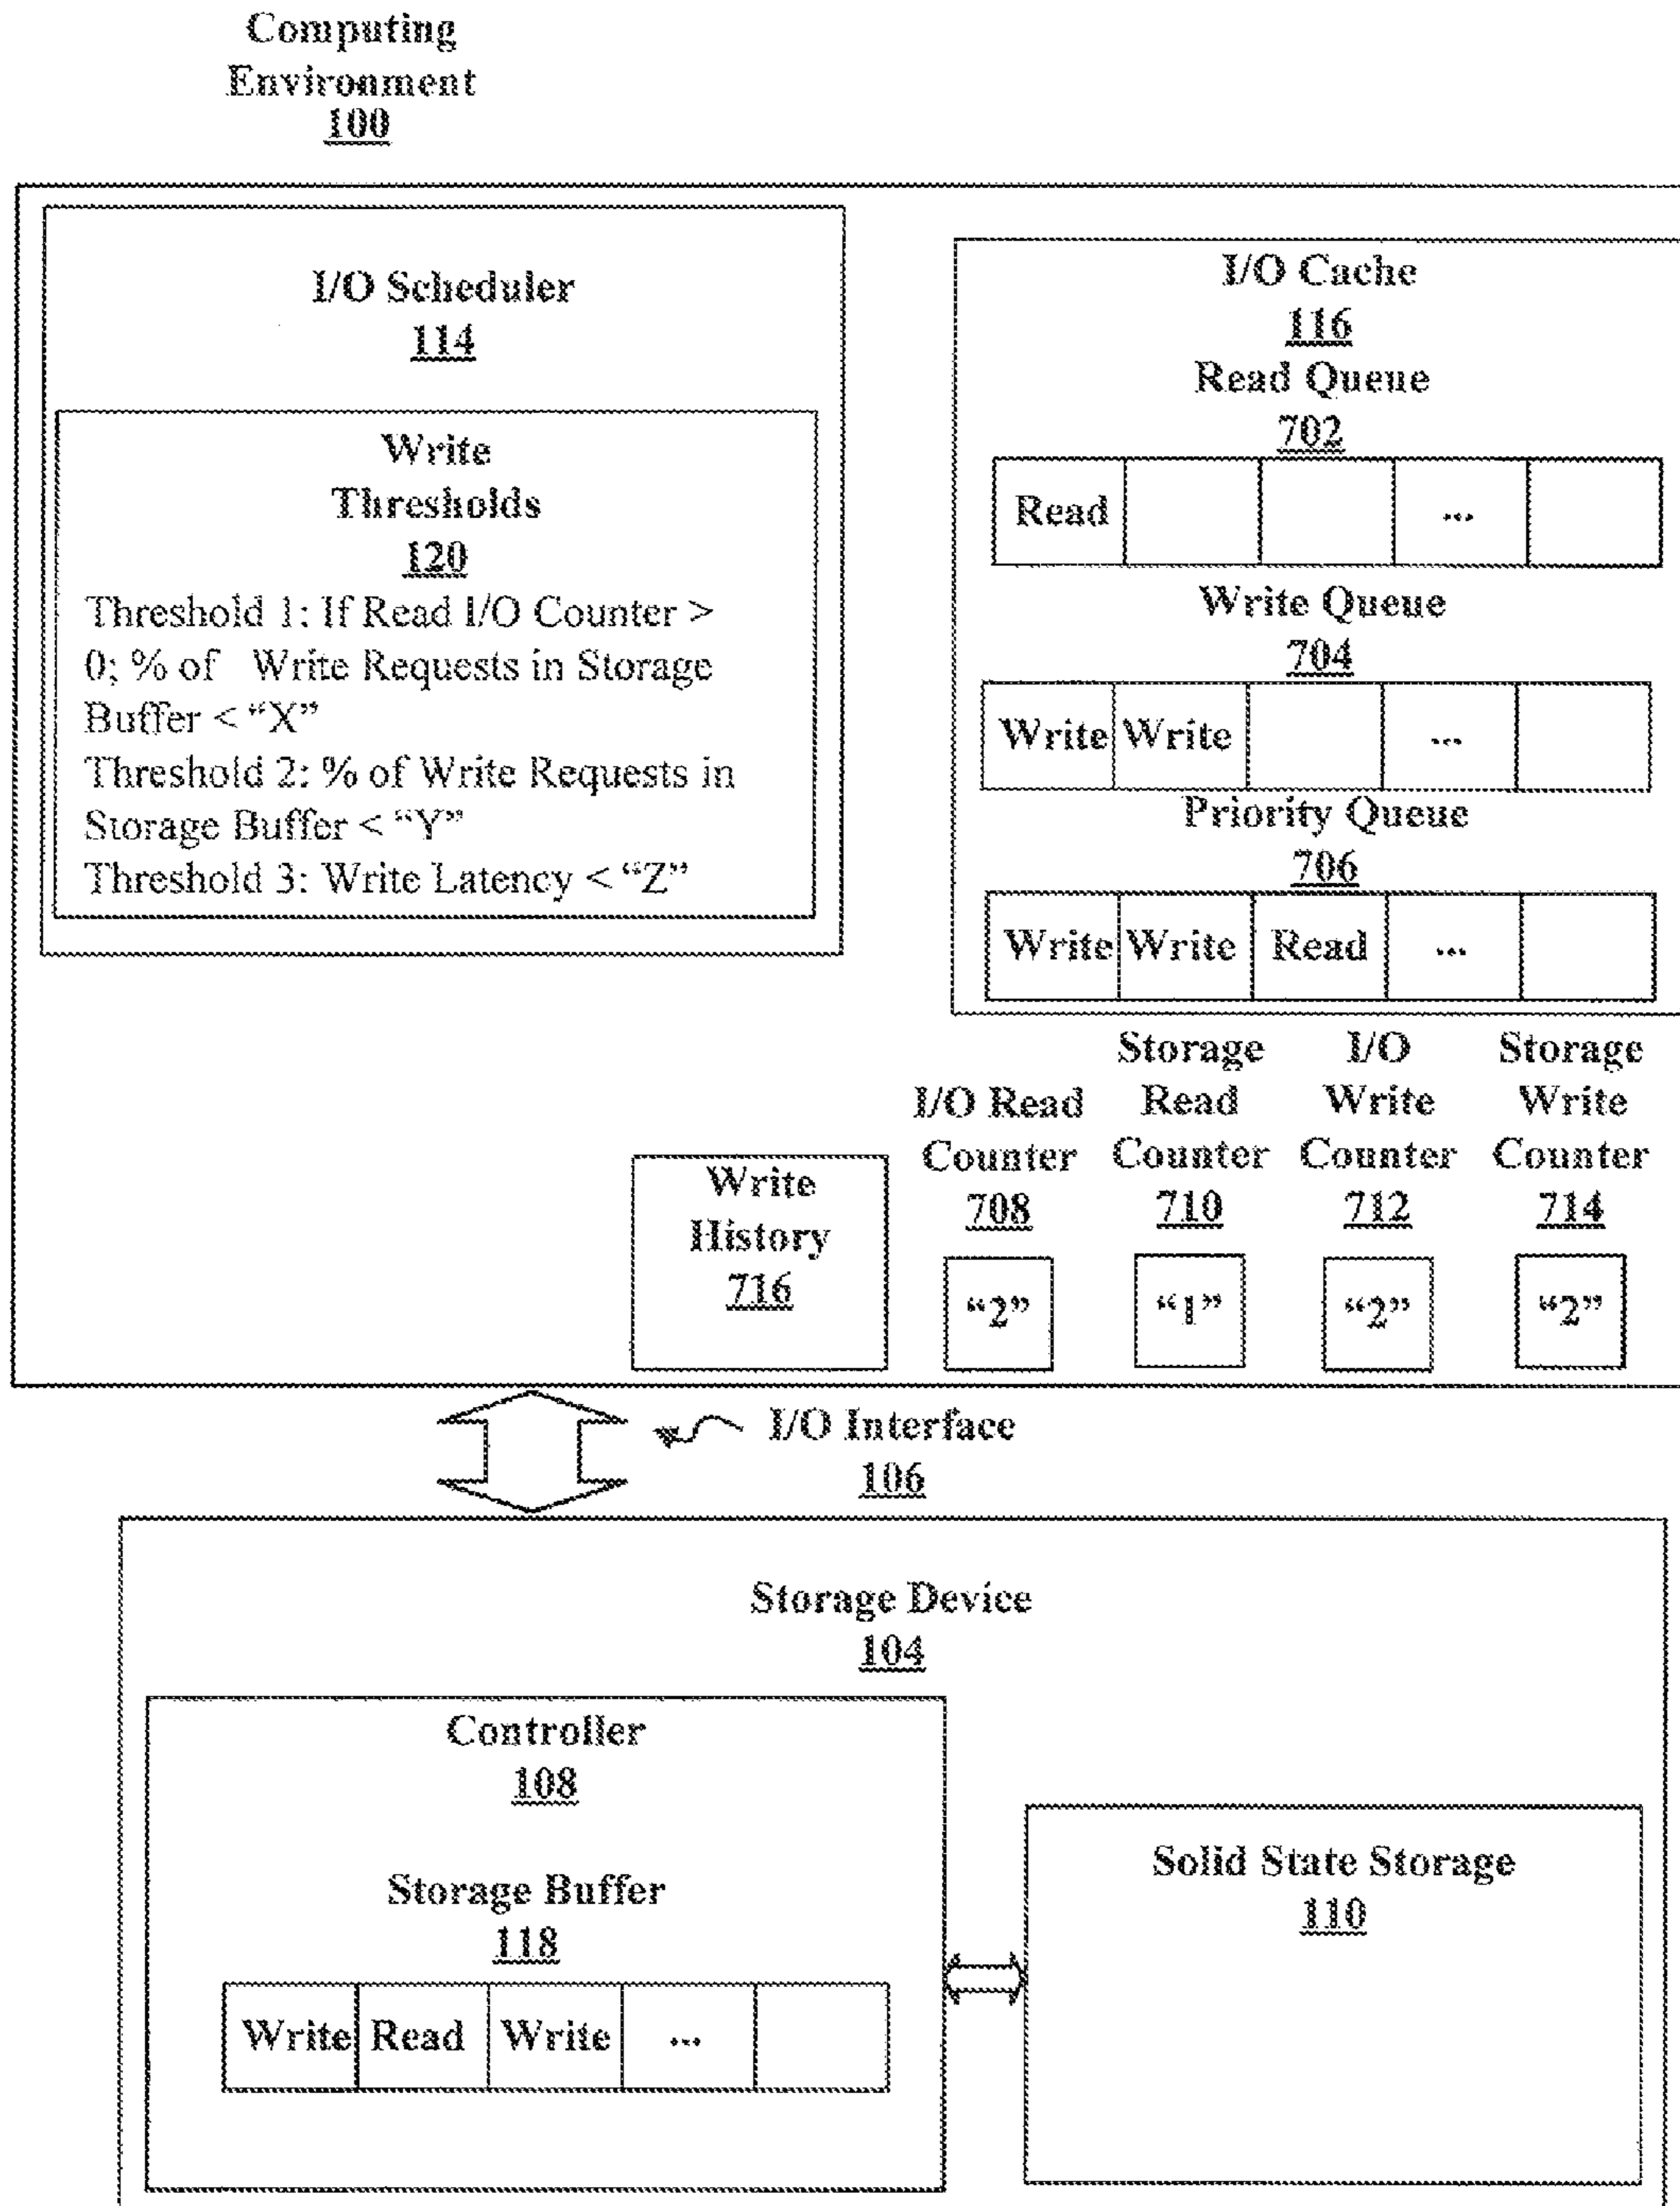 Computing
Environment
100
I/O Scheduler
114
Write
Thresholds
120
Threshold 1: If Read I/O Counter >
0; % of Write Requests in Storage
Buffer < “X”
Threshold 2: % of Write Requests in
Storage Buffer < “Y”
Threshold 3: Write Latency < “Z”
I/O Cache
116
Read Queue
702
Read ...
Write Queue
704
Write Write ...
Priority Queue
706
Write Write Read ...
Write
History
716
I/O Read
Counter
708
“2”
Storage
Read
Counter
710
“1”
I/O
Write
Counter
712
“2”
Storage
Write
Counter
714
“2”
I/O Interface
106
Storage Device
104
Controller
108
Storage Buffer
118
Write Read Write ...
Solid State Storage
110